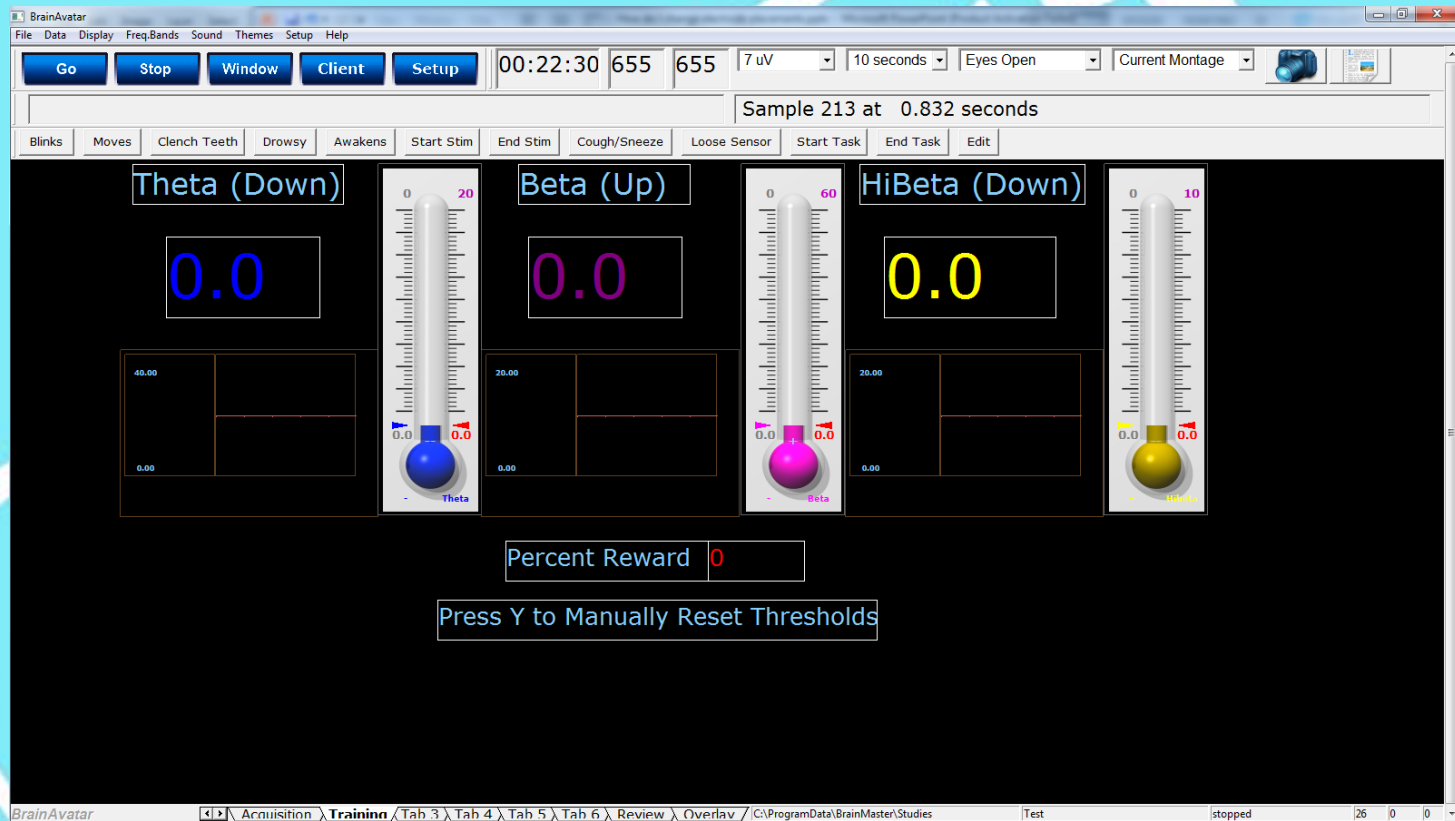 BrainAvatar
File Data Display Freq.Bands Sound Themes Setup Help
Go Stop Window Client Setup 00:22:30 655 655 7 uV 10 seconds Eyes Open Current Montage
Sample 213 at 0.832 seconds
Blinks Moves Clench Teeth Drowsy Awakens Start Stim End Stim Cough/Sneeze Loose Sensor Start Task End Task Edit
Theta (Down) 0 20 Beta (Up) 0 60 HiBeta (Down) 0 10
0.0 0.0 0.0
40.00 20.00 20.00
0.0 0.0 0.0 0.0 0.0 0.0
0.00 0.00 0.00
- Theta - Beta -
Percent Reward 0
Press Y to Manually Reset Thresholds
BrainAvatar Acquisition Training Tab 3 Tab 4 Tab 5 Tab 6 Review Overlay C:\ProgramData\BrainMaster\Studies Test stopped 26 0 0